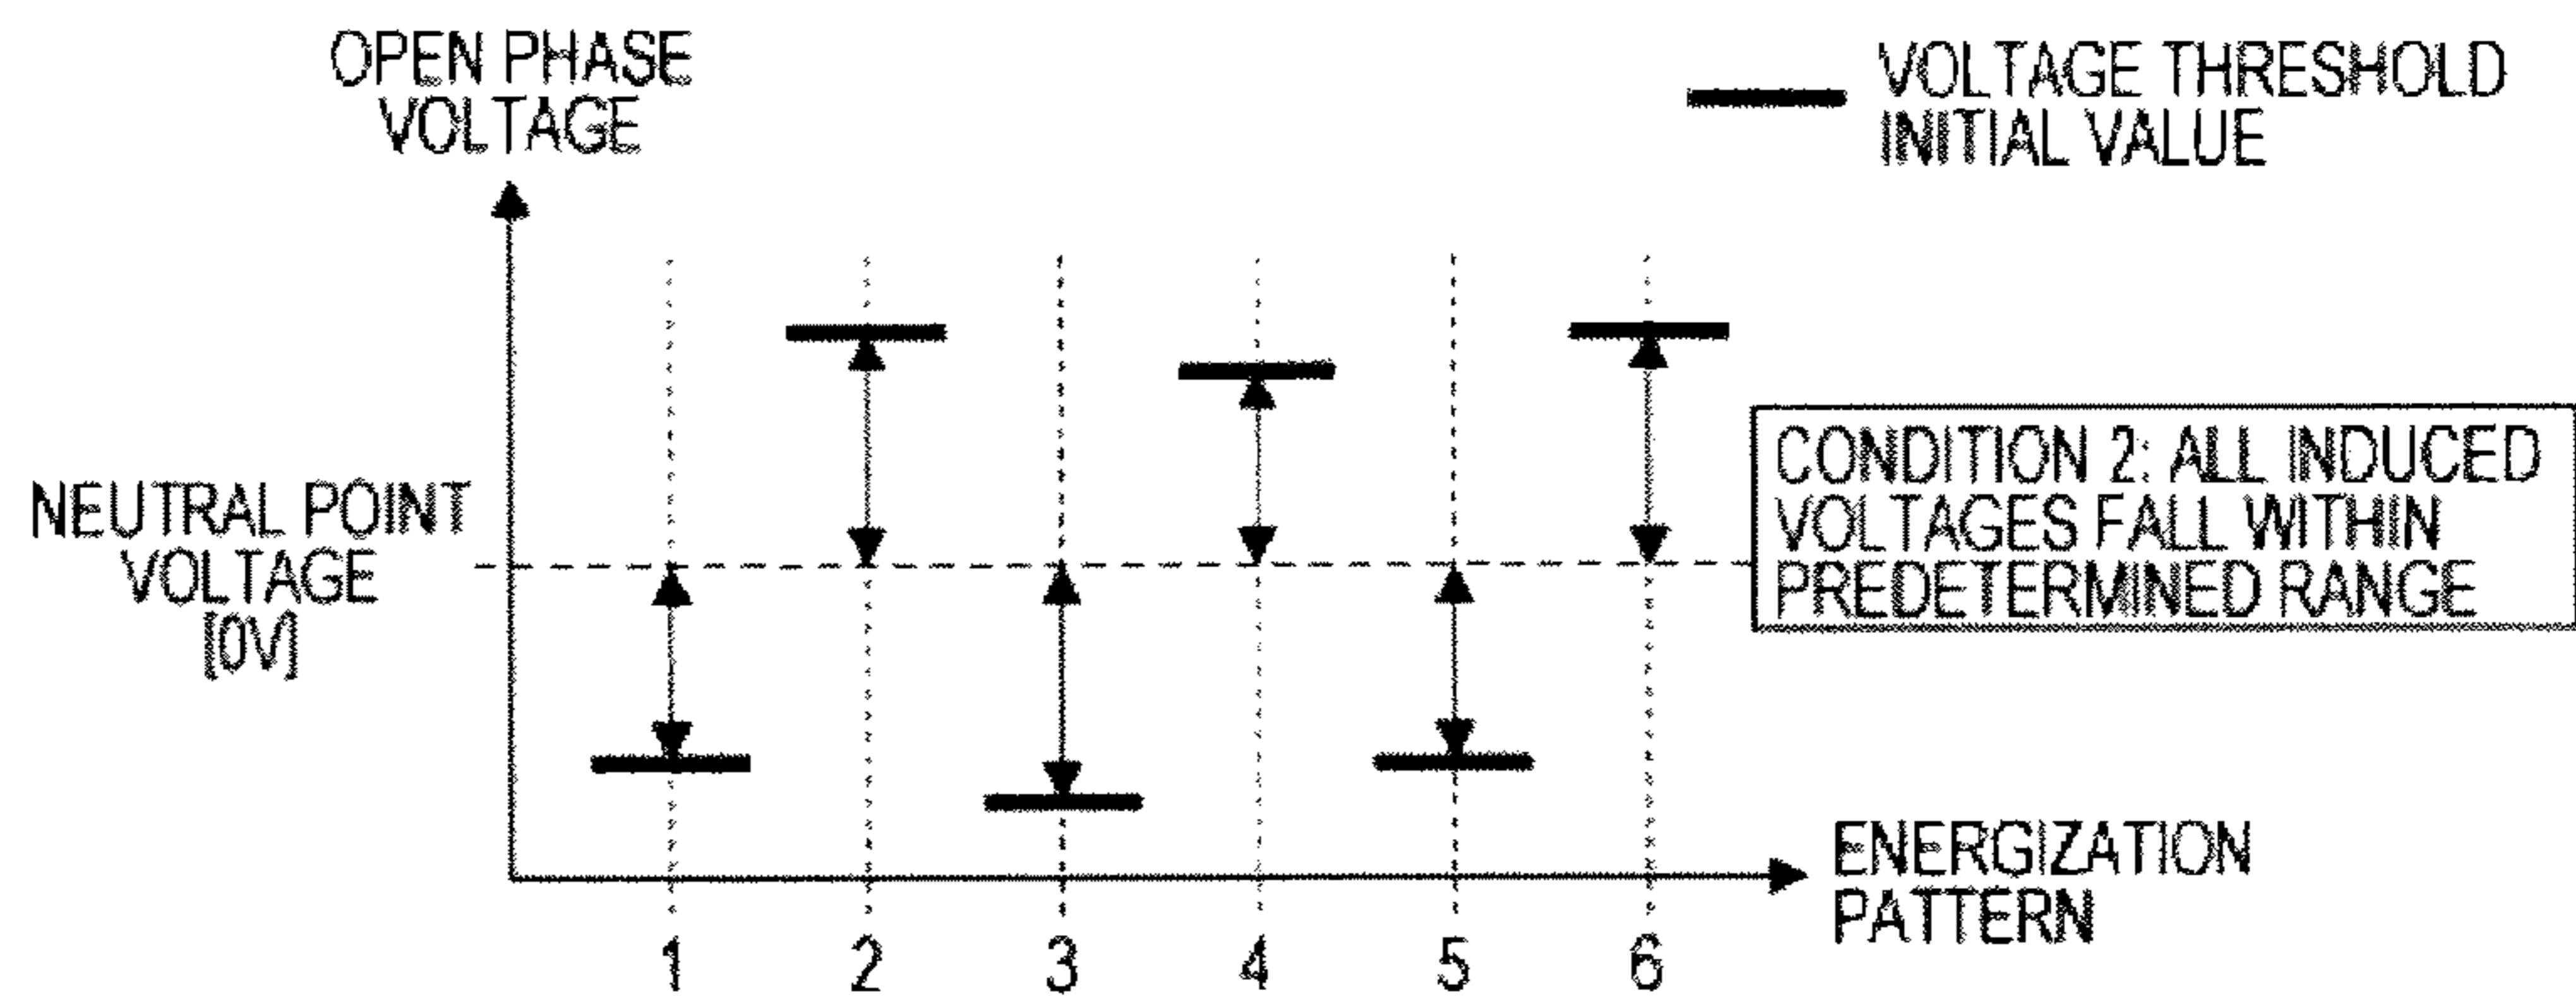 OPEN PHASE
VOLTAGE
VOLTAGE THRESHOLD
INITIAL VALUE
NEUTRAL POINT
VOLTAGE
[0V]
CONDITION 2: ALL INDUCED
VOLTAGES FALL WITHIN
PREDETERMINED RANGE
ENERGIZATION
PATTERN
1 2 3 4 5 6